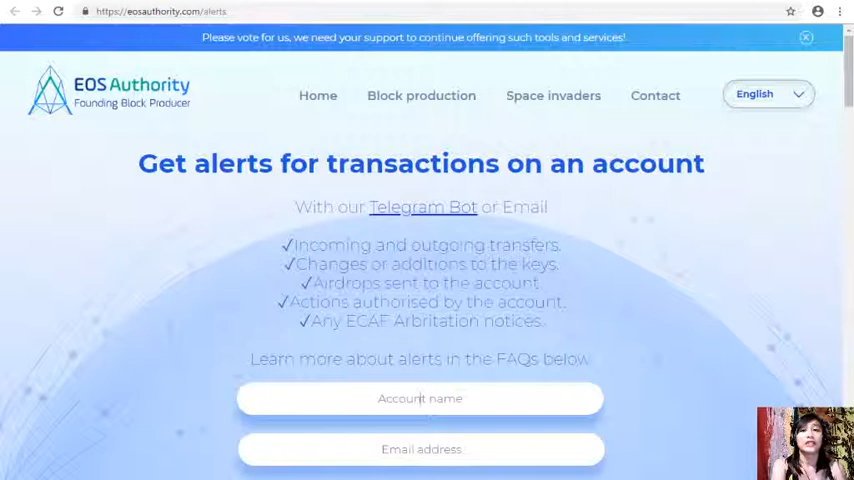 https://eosauthority.com/alerts
Please vote for us, we need your support to continue offering such tools and services!
EOS Authority
Founding Block Producer
Home
Block production
Space invaders
Contact
English
Get alerts for transactions on an account
With our Telegram Bot or Email
✓Incoming and outgoing transfers.
✓Changes or additions to the keys.
✓Airdrops sent to the account
✓Actions authorised by the account.
✓Any ECAF Arbritation notices.
Learn more about alerts in the FAQs below
Account name
Email address